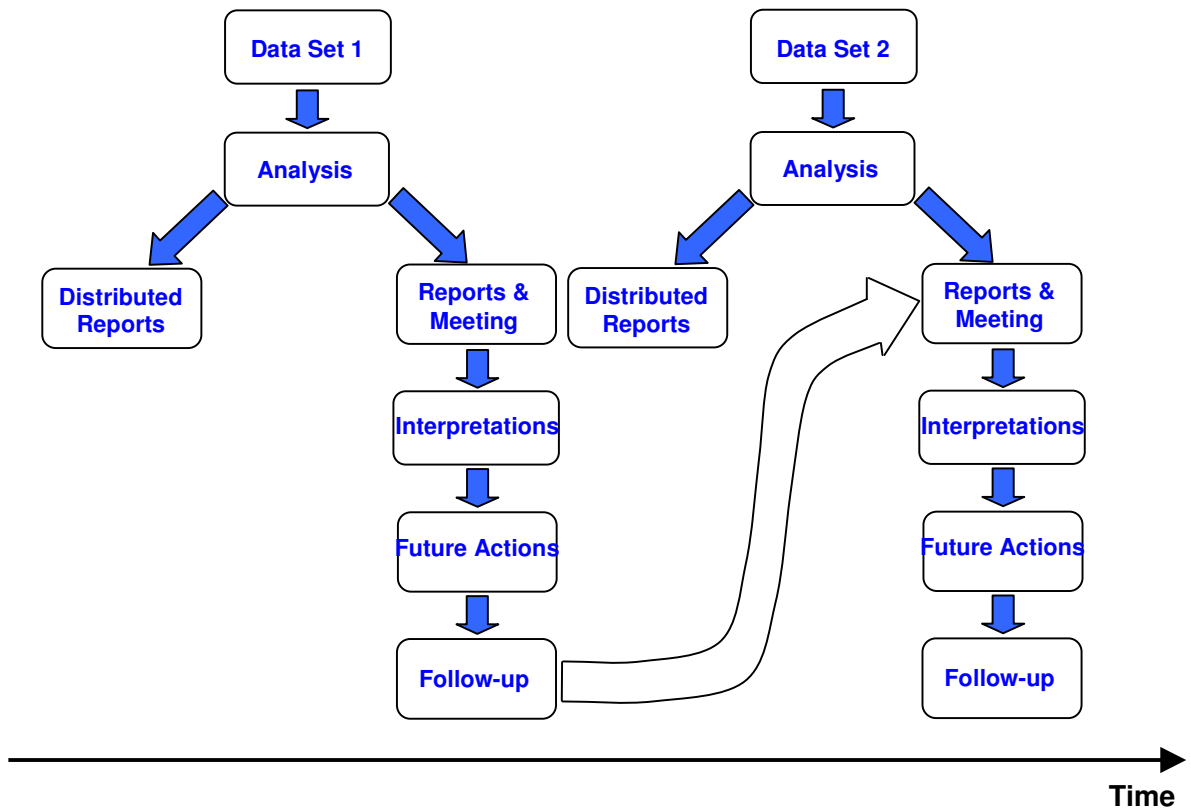 Data Set 1
Analysis
Distributed
Reports
Reports &
Meeting
Interpretations
Future Actions
Follow-up
Data Set 2
Analysis
Distributed
Reports
Reports &
Meeting
Interpretations
Future Actions
Follow-up
Time